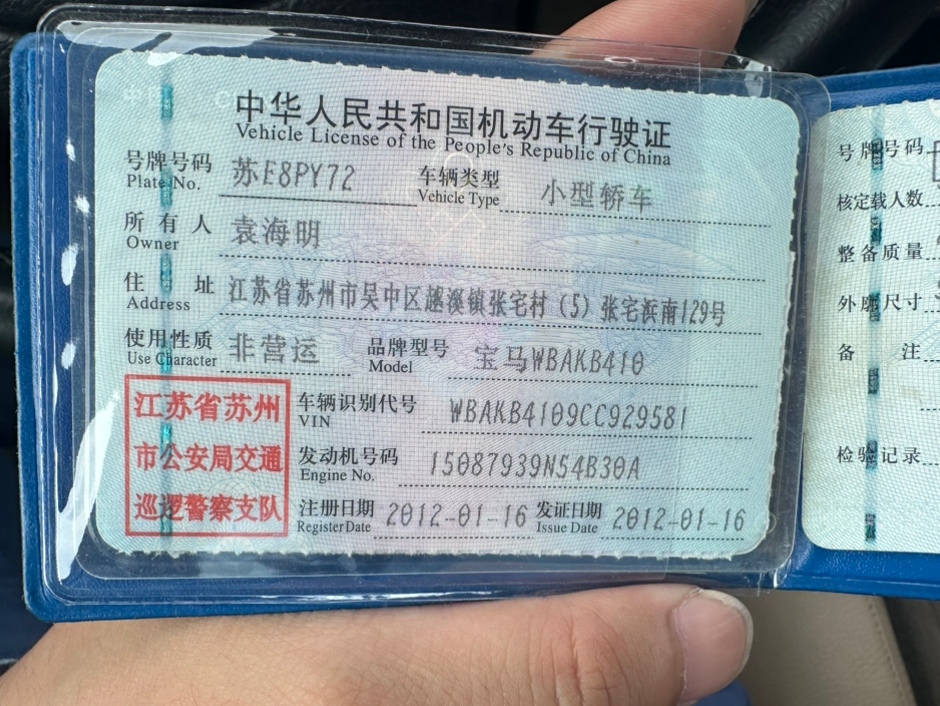 中华人民共和国机动车行驶证
Vehicle License of the People's Republic of China
号牌号码 苏E8PY72 车辆类型 小型轿车
Plate No. Vehicle Type
所有人 袁海明
Owner
住址 江苏省苏州市吴中区越溪镇张宅村（5）张宅浜南129号
Address
使用性质 非营运 品牌型号 宝马WBAKB410
Use Character Model
江苏省苏州
市公安局交通
巡逻警察支队
车辆识别代号 WBAKB4109CC929581
VIN
发动机号码 15087939N54B30A
Engine No.
注册日期 2012-01-16 发证日期 2012-01-16
Register Date Issue Date
号牌号码
核定载人数
整备质量
外廓尺寸
备注
检验记录